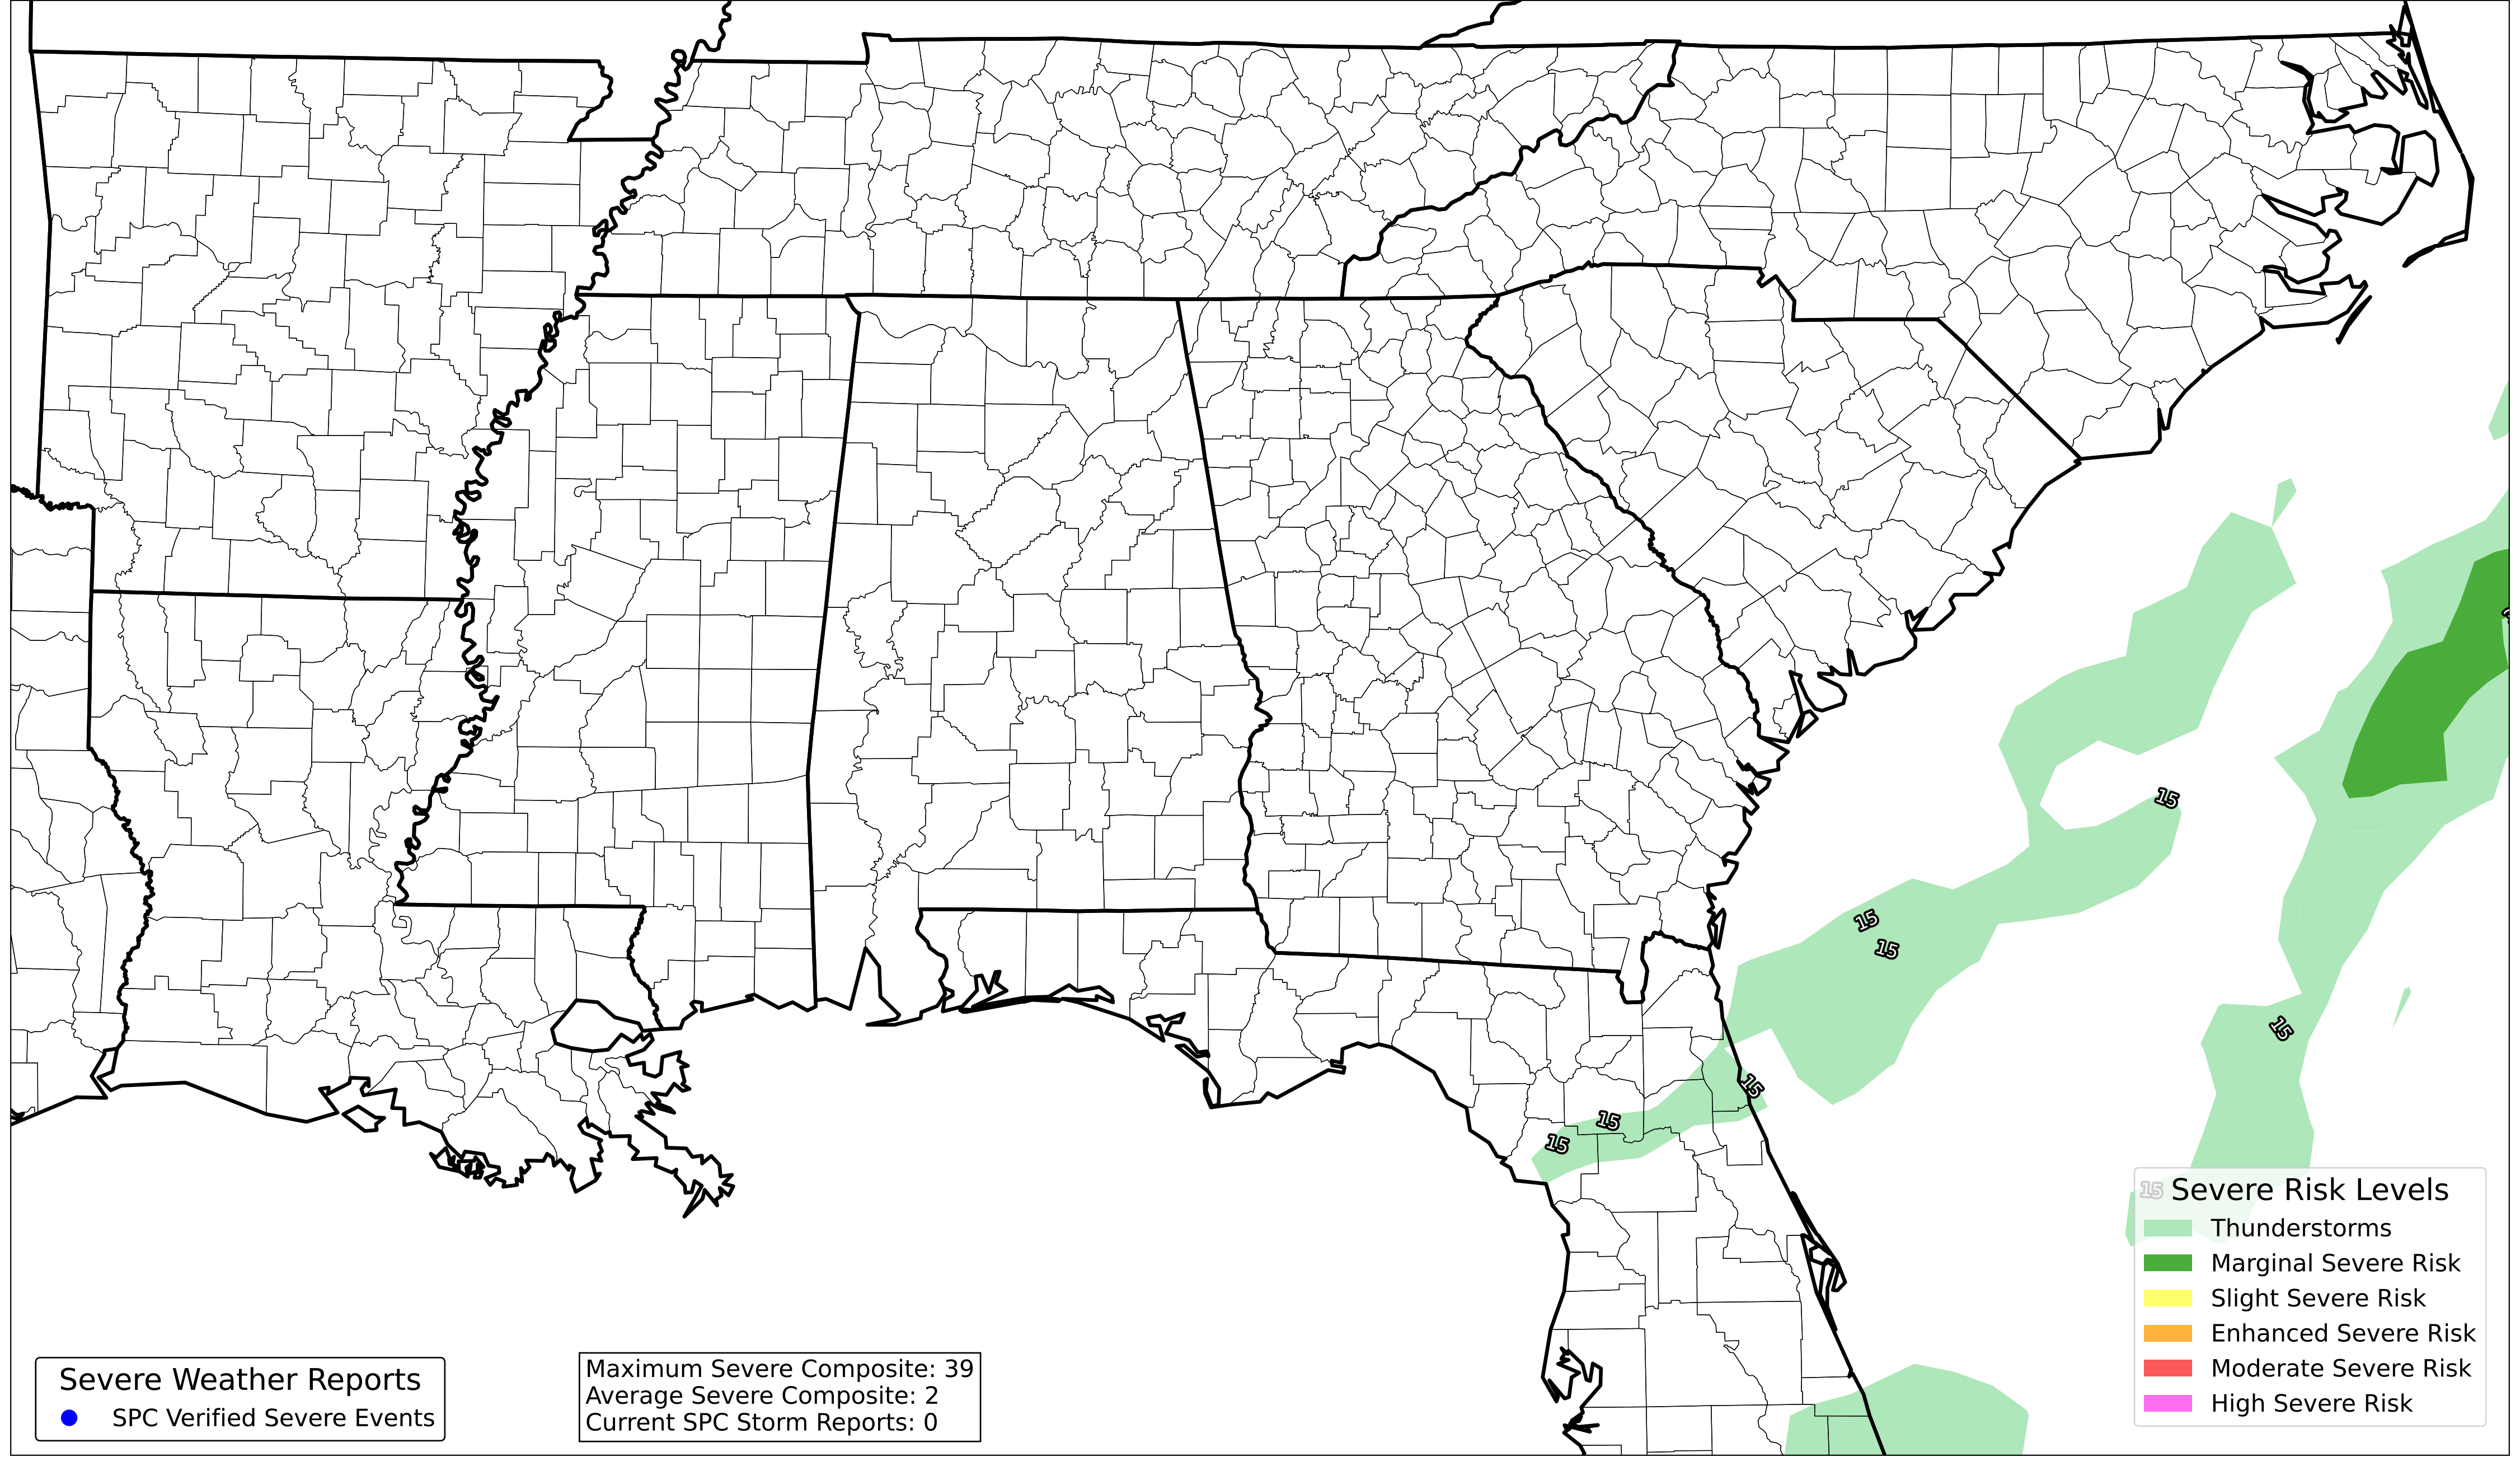 15
15
15
15
15
15
15
15 Severe Risk Levels
Thunderstorms
Marginal Severe Risk
Slight Severe Risk
Enhanced Severe Risk
Moderate Severe Risk
High Severe Risk
Maximum Severe Composite: 39
Average Severe Composite: 2
Current SPC Storm Reports: 0
Severe Weather Reports
SPC Verified Severe Events